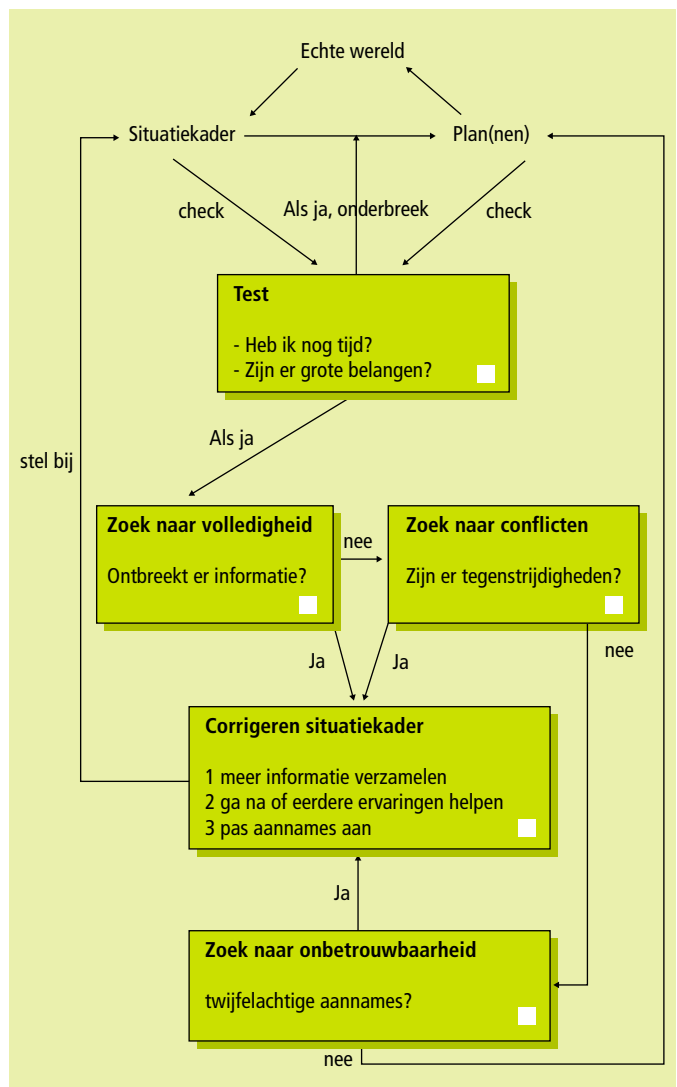 Echte wereld
Situatiekader
Plan(nen)
check
Als ja, onderbreek
check
Test
- Heb ik nog tijd?
- Zijn er grote belangen?
Als ja
stel bij
Zoek naar volledigheid
Ontbreekt er informatie?
nee
Zoek naar conflicten
Zijn er tegenstrijdigheden?
Ja
Ja
nee
Corrigeren situatiekader
1 meer informatie verzamelen
2 ga na of eerdere ervaringen helpen
3 pas aannames aan
Ja
Zoek naar onbetrouwbaarheid
twijfelachtige aannames?
nee